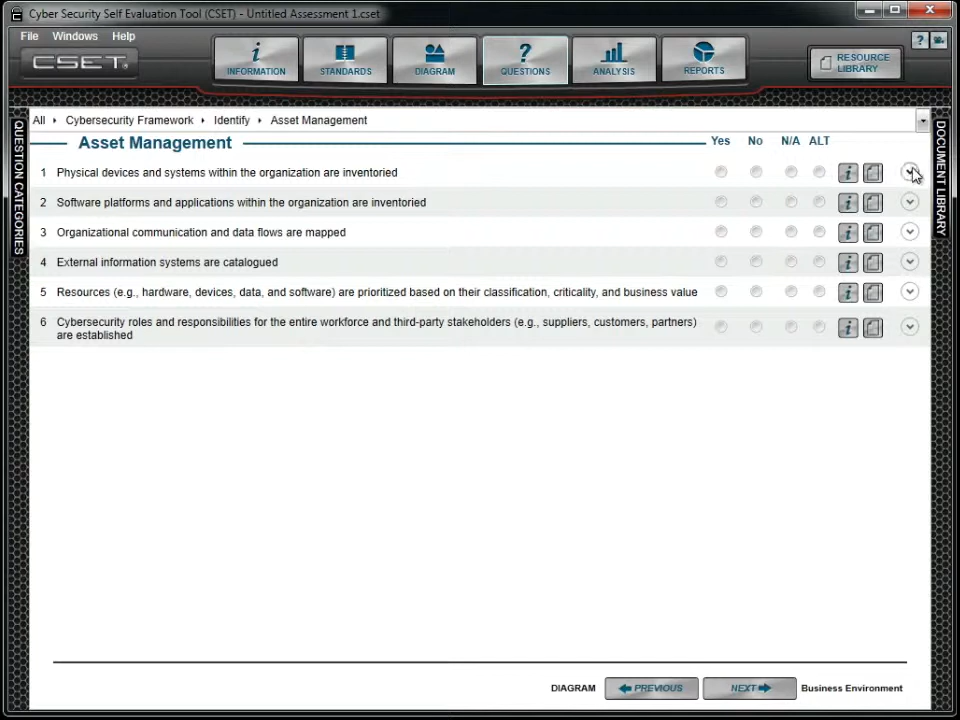 Cyber Security Self Evaluation Tool (CSET) - Untitled Assessment 1.cset
File Windows Help
CSET®
INFORMATION STANDARDS DIAGRAM QUESTIONS ANALYSIS REPORTS RESOURCE LIBRARY
All Cybersecurity Framework Identify Asset Management
QUESTION CATEGORIES
DOCUMENT LIBRARY
Asset Management Yes No N/A ALT
1 Physical devices and systems within the organization are inventoried
2 Software platforms and applications within the organization are inventoried
3 Organizational communication and data flows are mapped
4 External information systems are catalogued
5 Resources (e.g., hardware, devices, data, and software) are prioritized based on their classification, criticality, and business value
6 Cybersecurity roles and responsibilities for the entire workforce and third-party stakeholders (e.g., suppliers, customers, partners)
are established
DIAGRAM PREVIOUS NEXT Business Environment